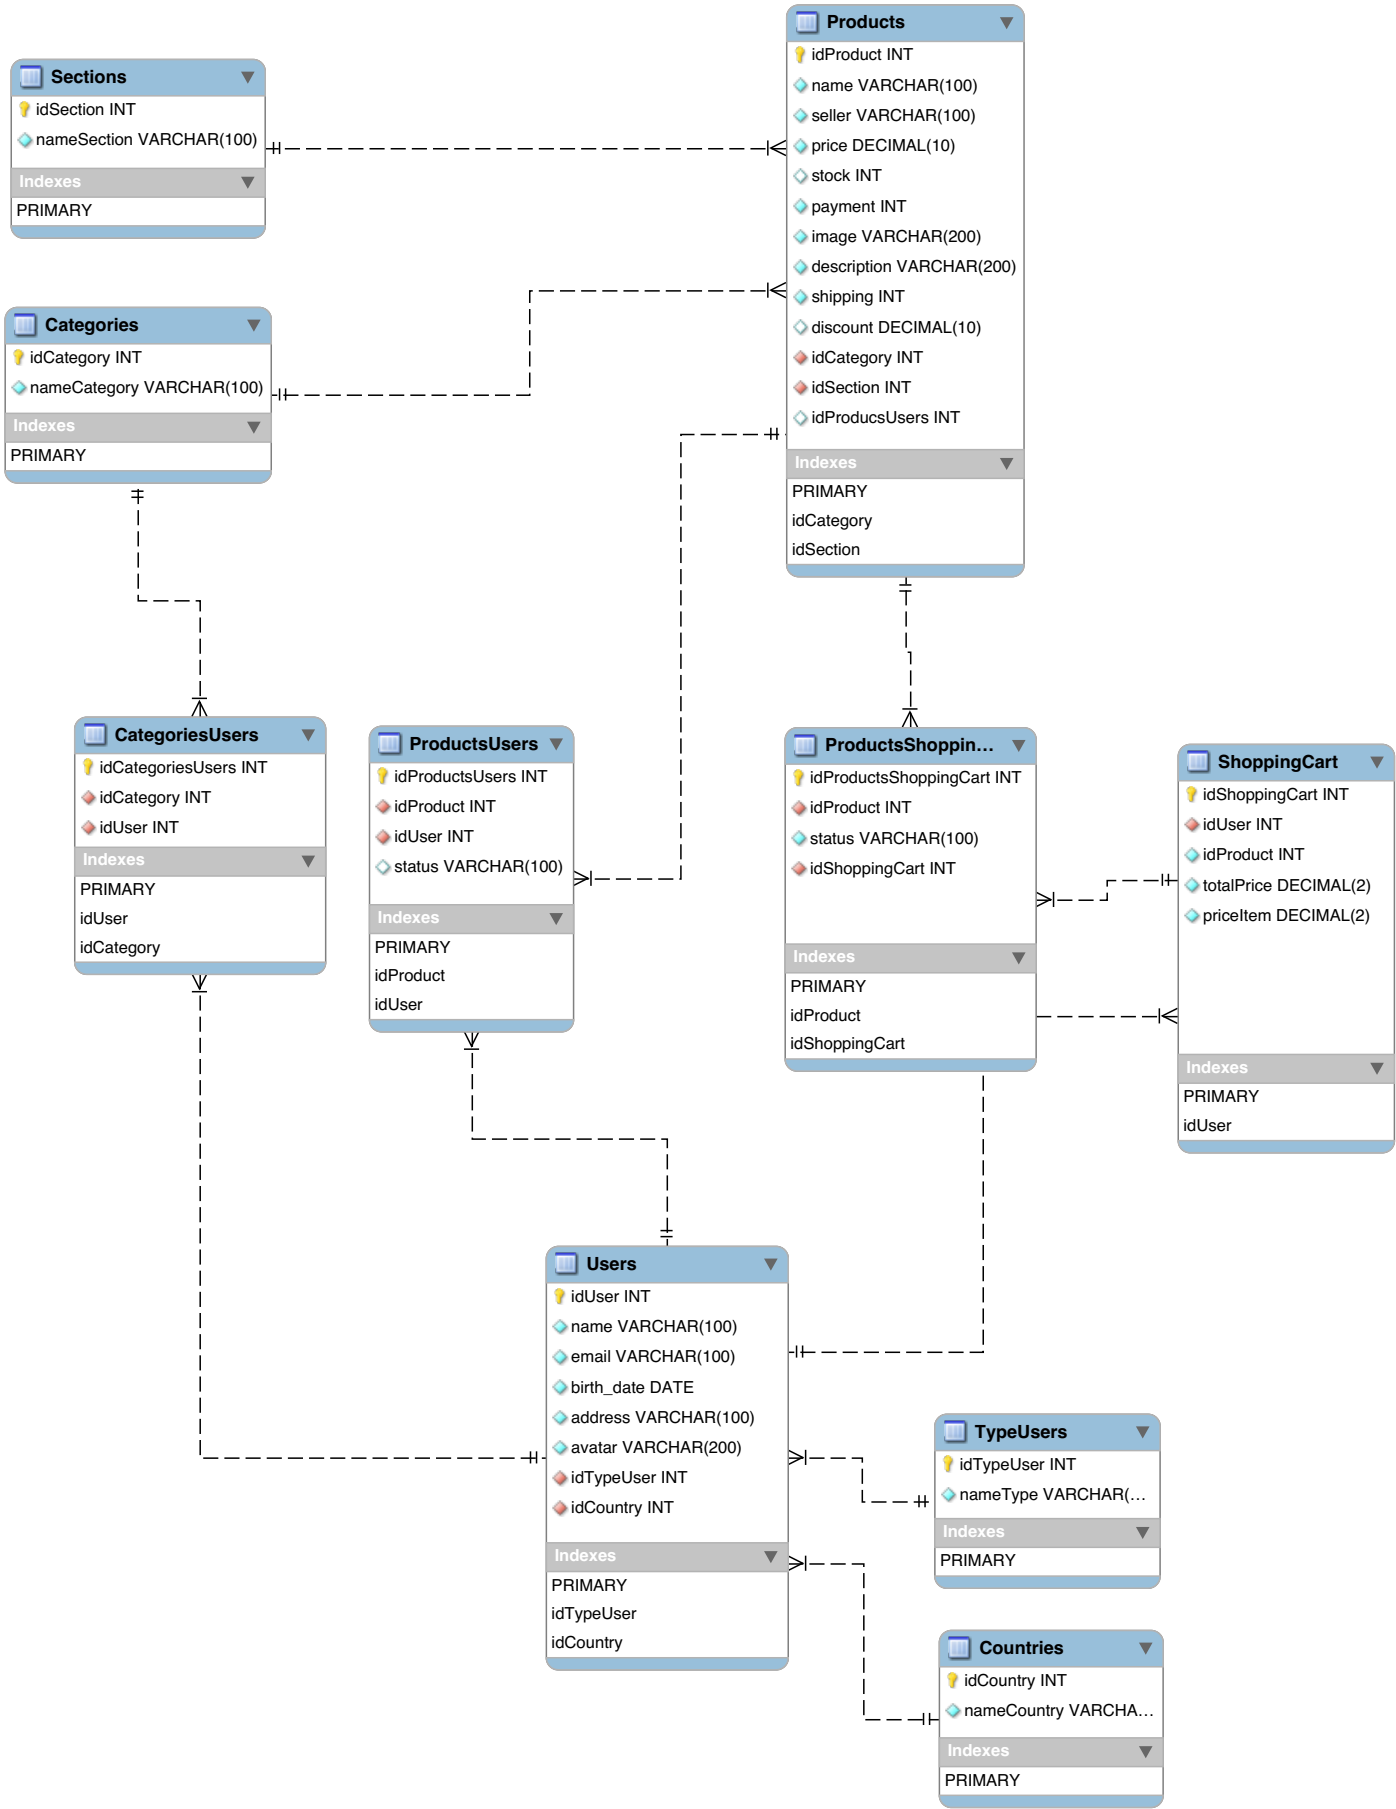 Products
idProduct INT
name VARCHAR(100)
seller VARCHAR(100)
price DECIMAL(10)
stock INT
payment INT
image VARCHAR(200)
description VARCHAR(200)
shipping INT
discount DECIMAL(10)
idCategory INT
idSection INT
idProducsUsers INT
Indexes
PRIMARY
idCategory
idSection
Sections
idSection INT
nameSection VARCHAR(100)
Indexes
PRIMARY
Categories
idCategory INT
nameCategory VARCHAR(100)
Indexes
PRIMARY
CategoriesUsers
idCategoriesUsers INT
idCategory INT
idUser INT
Indexes
PRIMARY
idUser
idCategory
ProductsUsers
idProductsUsers INT
idProduct INT
idUser INT
status VARCHAR(100)
Indexes
PRIMARY
idProduct
idUser
ProductsShoppin...
idProductsShoppingCart INT
idProduct INT
status VARCHAR(100)
idShoppingCart INT
Indexes
PRIMARY
idProduct
idShoppingCart
ShoppingCart
idShoppingCart INT
idUser INT
idProduct INT
totalPrice DECIMAL(2)
priceItem DECIMAL(2)
Indexes
PRIMARY
idUser
Users
idUser INT
name VARCHAR(100)
email VARCHAR(100)
birth_date DATE
address VARCHAR(100)
avatar VARCHAR(200)
idTypeUser INT
idCountry INT
Indexes
PRIMARY
idTypeUser
idCountry
TypeUsers
idTypeUser INT
nameType VARCHAR(...
Indexes
PRIMARY
Countries
idCountry INT
nameCountry VARCHA...
Indexes
PRIMARY